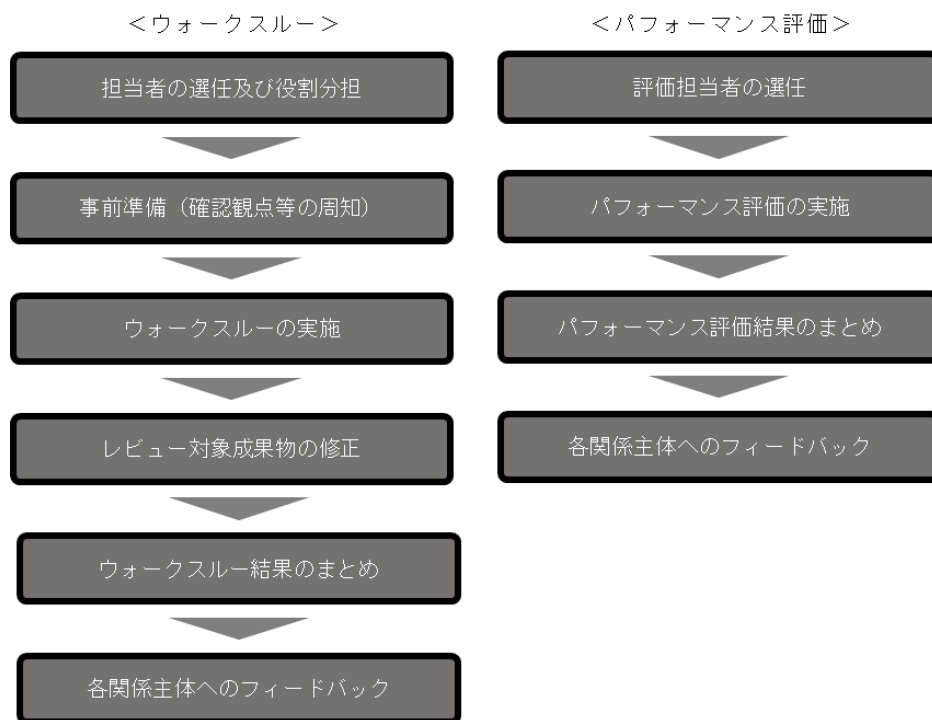 <ウォークスルー>
担当者の選任及び役割分担
事前準備（確認観点等の周知）
ウォークスルーの実施
レビュー対象成果物の修正
ウォークスルー結果のまとめ
各関係主体へのフィードバック
<パフォーマンス評価>
評価担当者の選任
パフォーマンス評価の実施
パフォーマンス評価結果のまとめ
各関係主体へのフィードバック